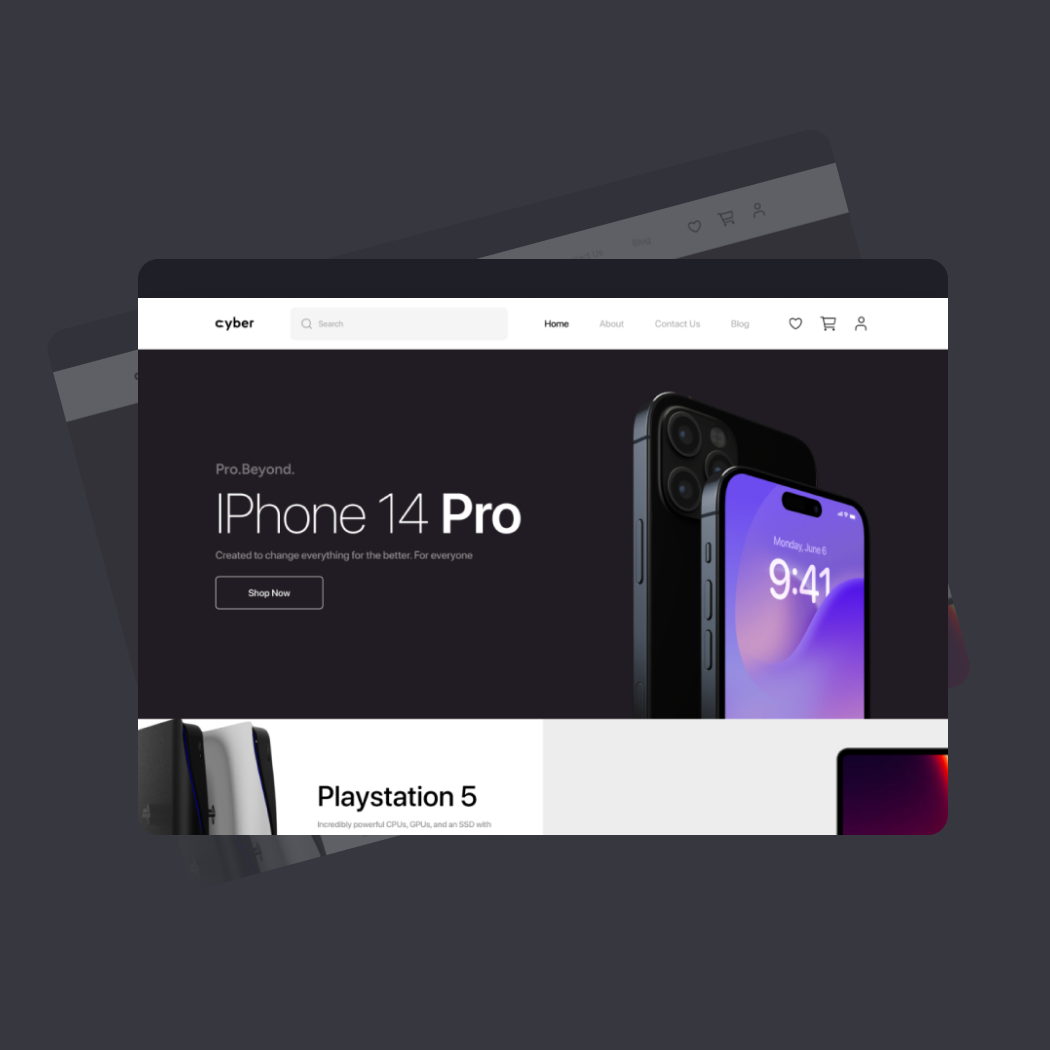 Blog
cyber
Search
Home
About
Contact Us
Blog
Pro.Beyond.
IPhone 14 Pro
Created to change everything for the better. For everyone
Shop Now
Monday, June 6
9:41
Playstation 5
Incredibly powerful CPUs, GPUs, and an SSD with